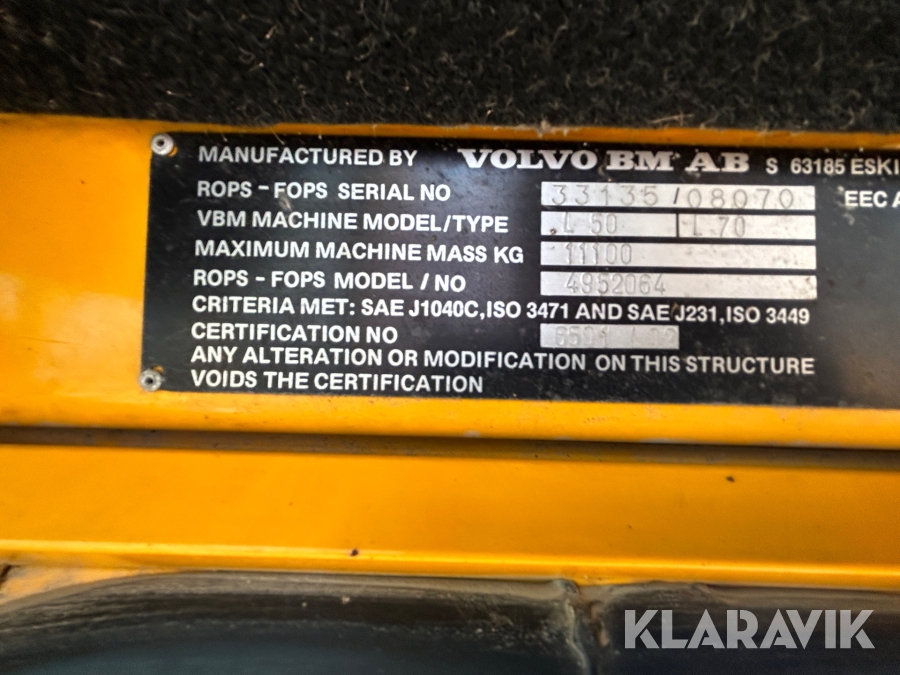 MANUFACTURED BY VOLVO BM AB S 63185 ESKI
ROPS - FOPS SERIAL NO 33135/08070 EEC A
VBM MACHINE MODEL/TYPE L 50 L 70
MAXIMUM MACHINE MASS KG 11100
ROPS - FOPS MODEL / NO 4952064
CRITERIA MET: SAE J1040C, ISO 3471 AND SAE J231, ISO 3449
CERTIFICATION NO
ANY ALTERATION OR MODIFICATION ON THIS STRUCTURE
VOIDS THE CERTIFICATION
KLARAVIK